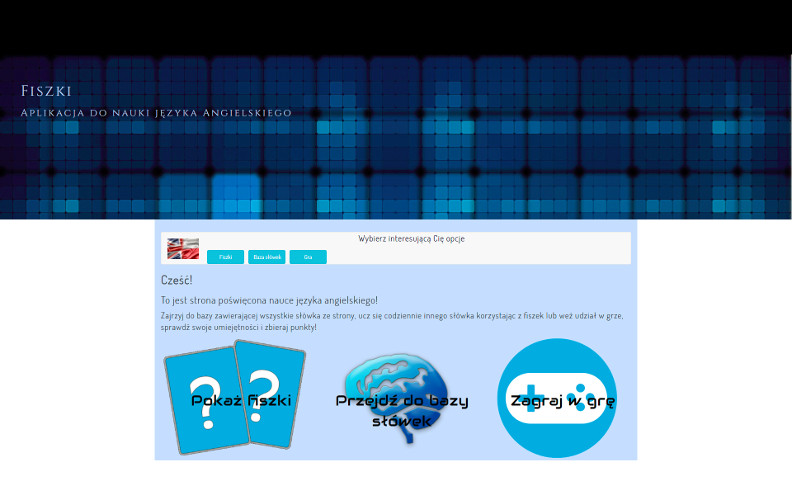 Fiszki
Aplikacja do nauki języka Angielskiego
Wybierz interesującą Cię opcje
Fiszki
Baza słówek
Gra
Cześć!
To jest strona poświęcona nauce języka angielskiego!
Zajrzyj do bazy zawierającej wszystkie słówka ze strony, ucz się codziennie innego słówka korzystając z fiszek lub weź udział w grze,
sprawdź swoje umiejętności i zbieraj punkty!
? ?
Pokaż fiszki
Przejdź do bazy
słówek
Zagraj w grę